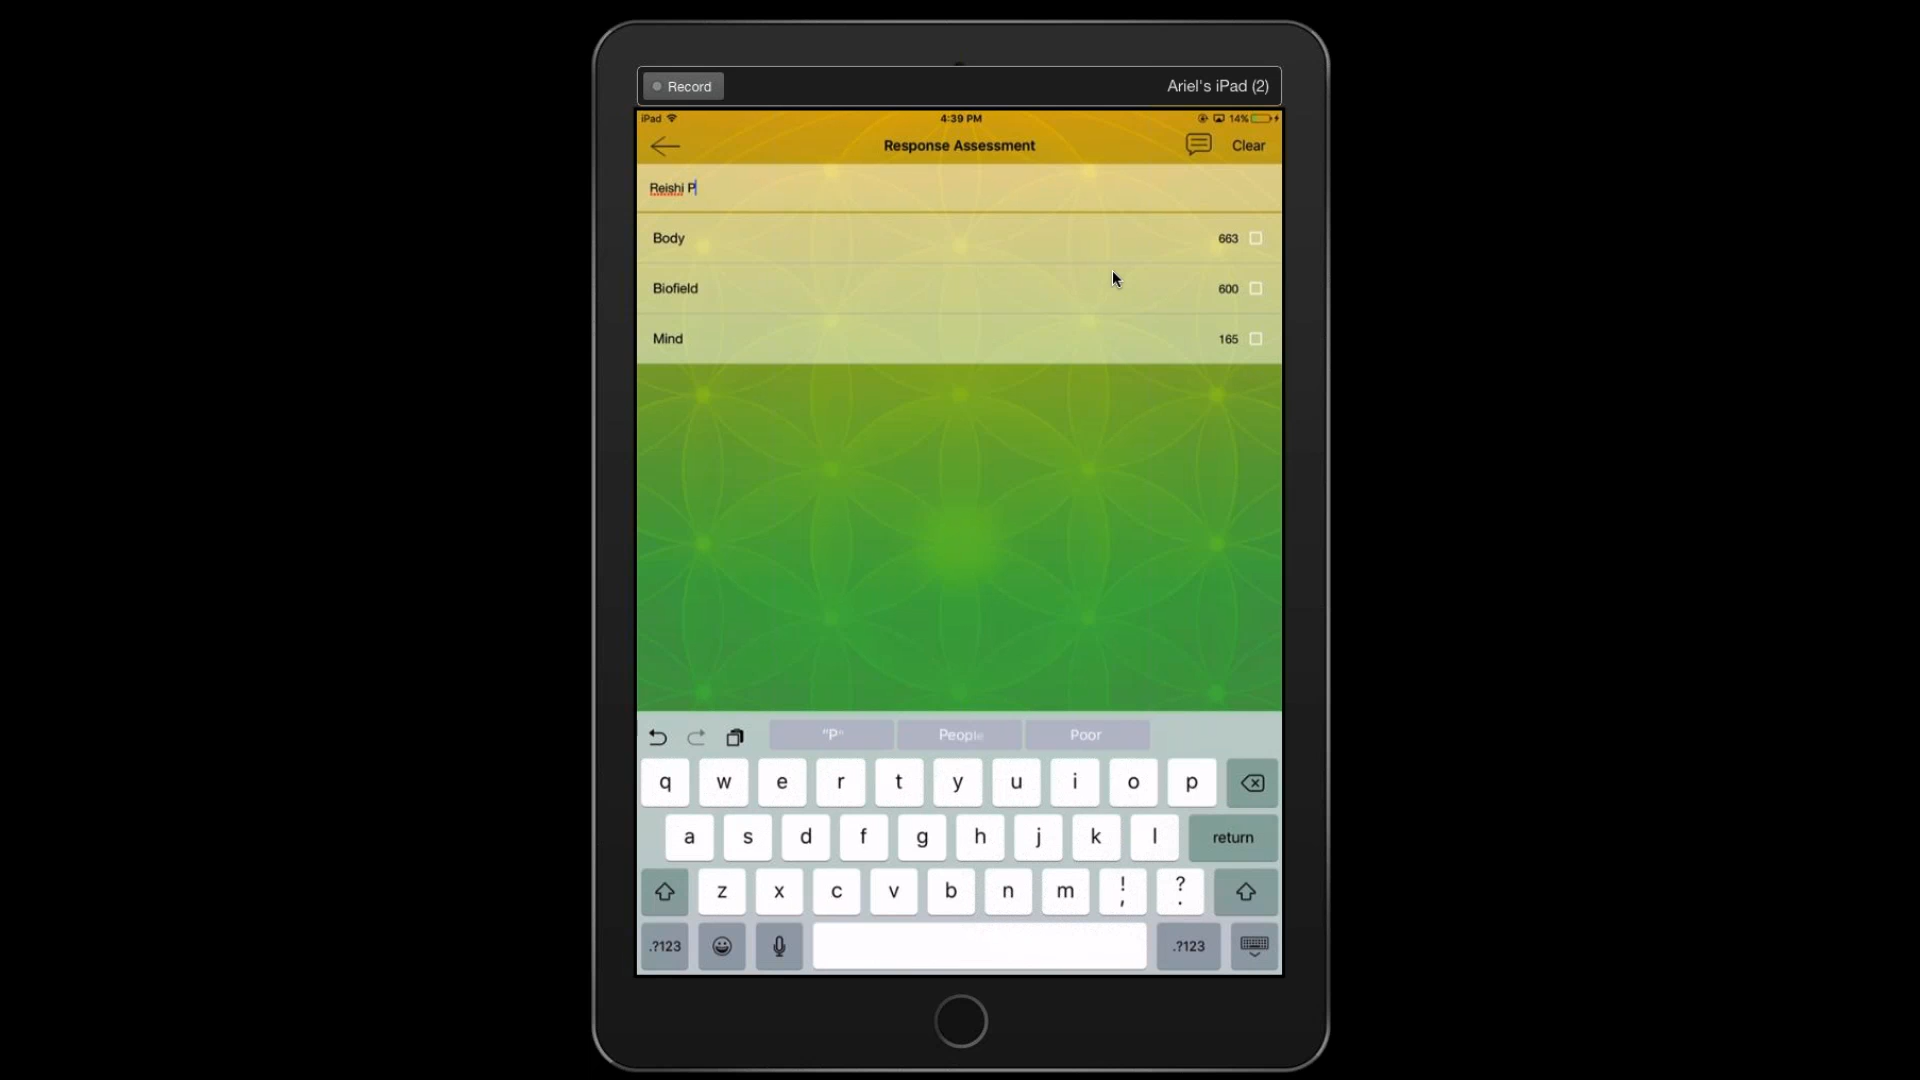 Record Ariel's iPad (2)
iPad 4:39 PM 14%
Response Assessment Clear
Reishi P
Body 663
Biofield 600
Mind 165
"P" People Poor
q w e r t y u i o p
a s d f g h j k l return
z x c v b n m ! , ? .
.?123 .?123